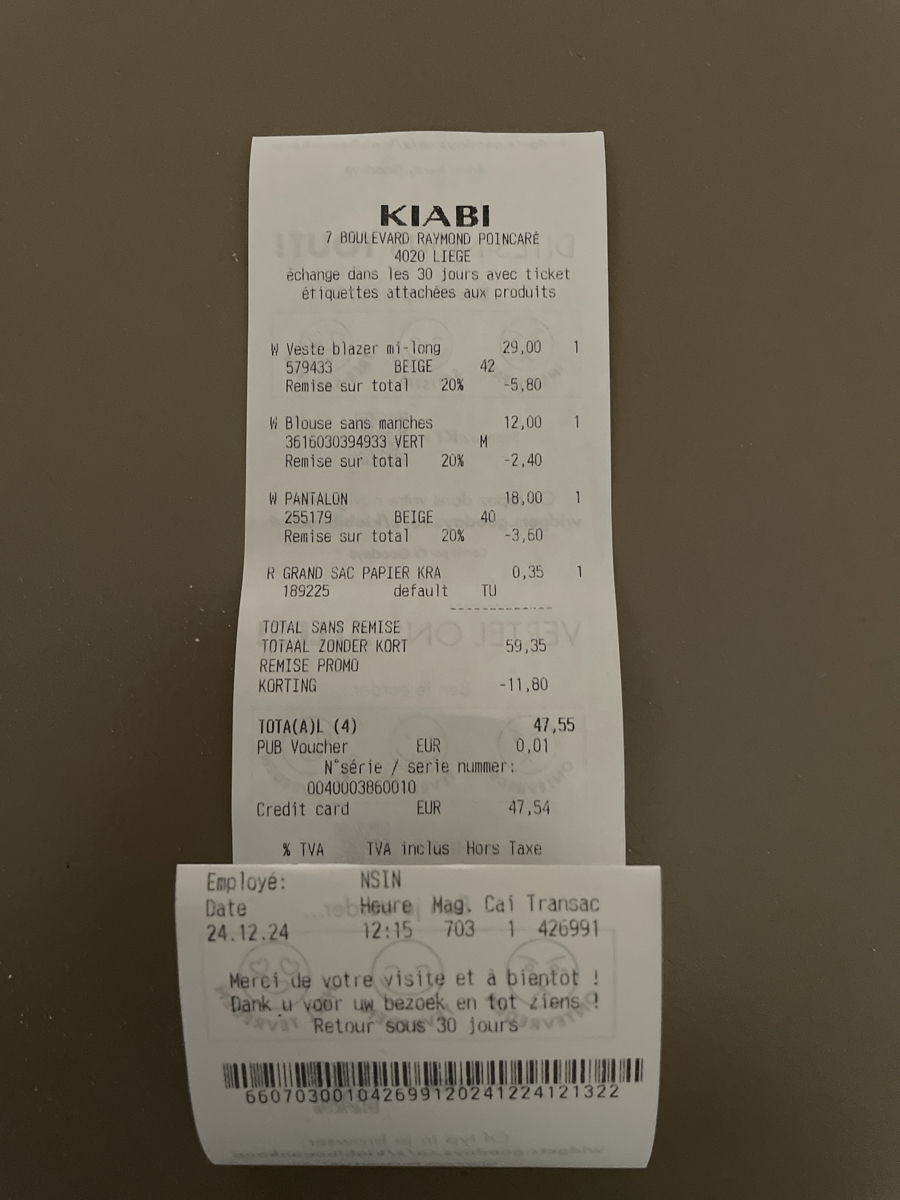 KIABI
7 BOULEVARD RAYMOND POINCARÉ
4020 LIEGE
échange dans les 30 jours avec ticket
étiquettes attachées aux produits
W Veste blazer mi-long 29,00 1
579433 BEIGE 42
Remise sur total 20% -5,80
W Blouse sans manches 12,00 1
3616030394933 VERT M
Remise sur total 20% -2,40
W PANTALON 18,00 1
255179 BEIGE 40
Remise sur total 20% -3,60
R GRAND SAC PAPIER KRA 0,35 1
189225 default TU
TOTAL SANS REMISE
TOTAAL ZONDER KORT 59,35
REMISE PROMO
KORTING -11,80
TOTA(A)L (4) 47,55
PUB Voucher EUR 0,01
N°série / serie nummer:
0040003860010
Credit card EUR 47,54
% TVA TVA inclus Hors Taxe
Employé: NSIN
Date Heure Mag. Cai Transac
24.12.24 12:15 703 1 426991
Merci de votre visite et à bientôt !
Dank u voor uw bezoek en tot ziens !
Retour sous 30 jours
66070300104269912024122412​1322